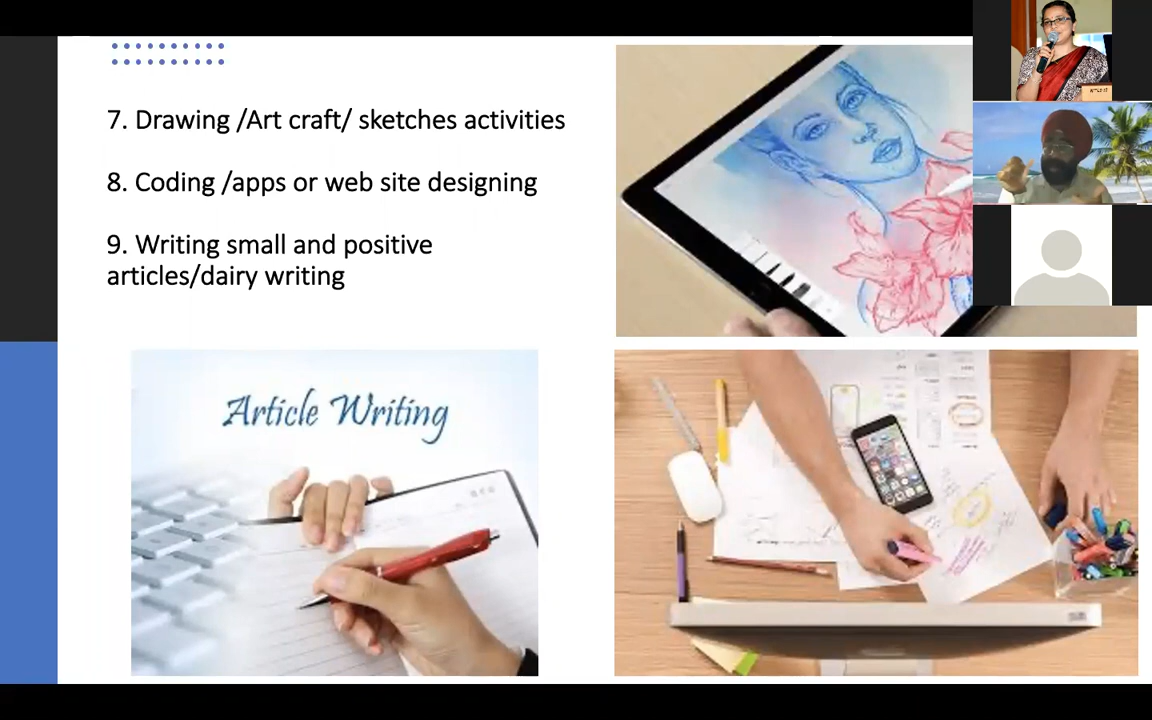 7. Drawing /Art craft/ sketches activities
8. Coding /apps or web site designing
9. Writing small and positive
articles/dairy writing
Article Writing